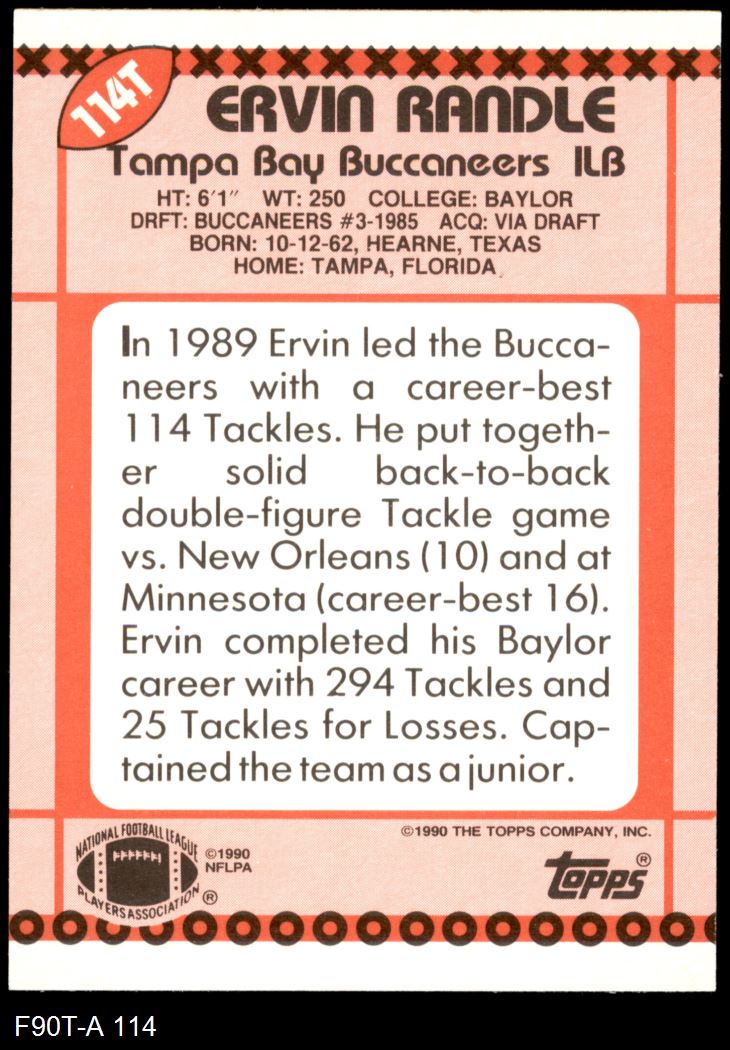 114T
ERVIN RANDLE
Tampa Bay Buccaneers ILB
HT: 6'1" WT: 250 COLLEGE: BAYLOR
DRFT: BUCCANEERS #3-1985 ACQ: VIA DRAFT
BORN: 10-12-62, HEARNE, TEXAS
HOME: TAMPA, FLORIDA
In 1989 Ervin led the Bucca-
neers with a career-best
114 Tackles. He put togeth-
er solid back-to-back
double-figure Tackle game
vs. New Orleans (10) and at
Minnesota (career-best 16).
Ervin completed his Baylor
career with 294 Tackles and
25 Tackles for Losses. Cap-
tained the team as a junior.
©1990 THE TOPPS COMPANY, INC.
NATIONAL FOOTBALL LEAGUE
PLAYERS ASSOCIATION ®
©1990
NFLPA
topps®
F90T-A 114